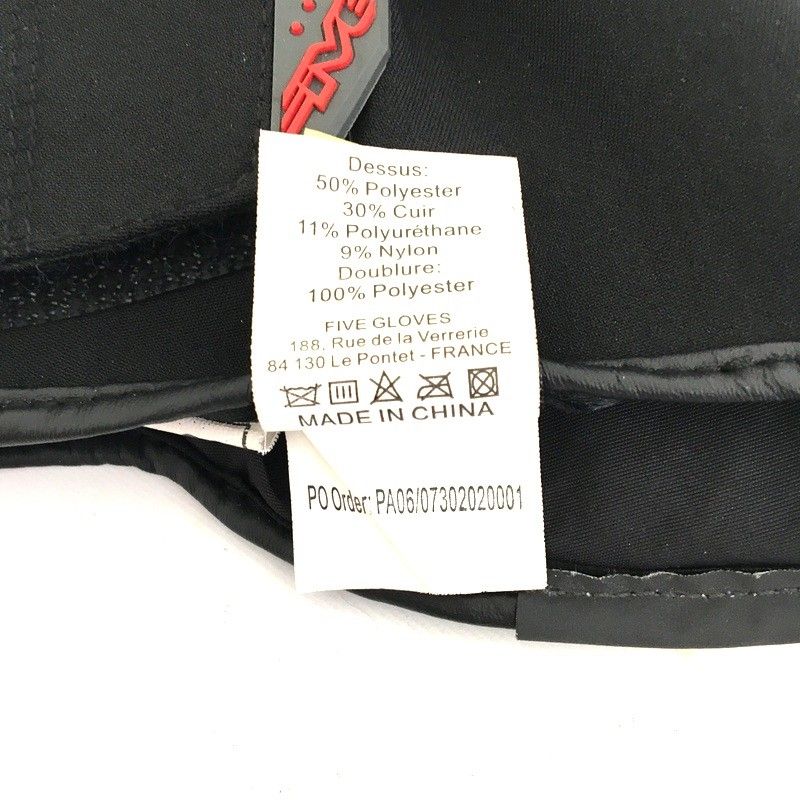 FIVE
Dessus:
50% Polyester
30% Cuir
11% Polyuréthane
9% Nylon
Doublure:
100% Polyester
FIVE GLOVES
188, Rue de la Verrerie
84 130 Le Pontet - FRANCE
MADE IN CHINA
PO Order: PA06/07302020001